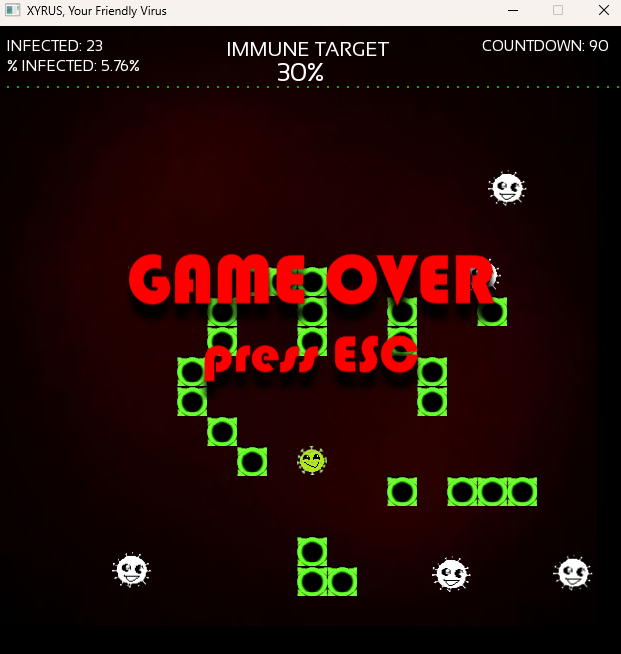 XYRUS, Your Friendly Virus
INFECTED: 23
IMMUNE TARGET
COUNTDOWN: 90
% INFECTED: 5.76%
30%
GAME OVER
press ESC